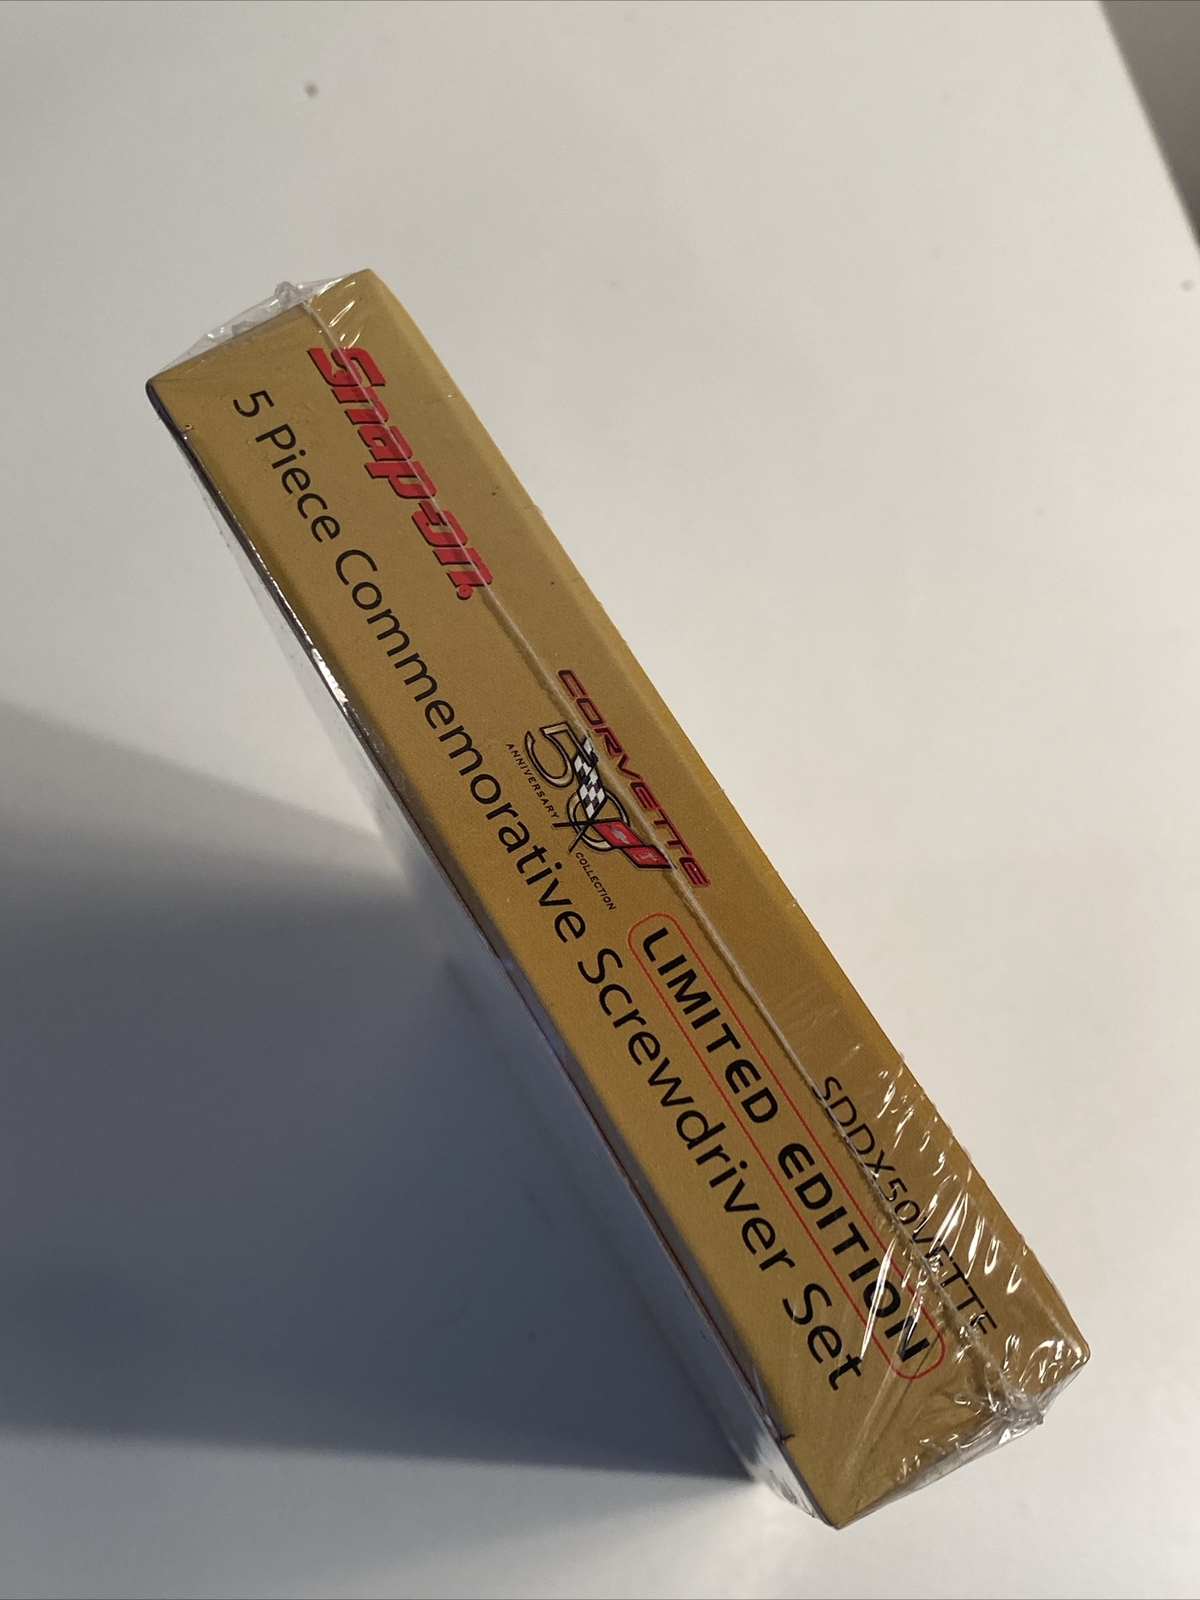 Snap-on
5 Piece Commemorative Screwdriver Set
CORVETTE
50
ANNIVERSARY COLLECTION
LIMITED EDITION
SDDX50VETTE